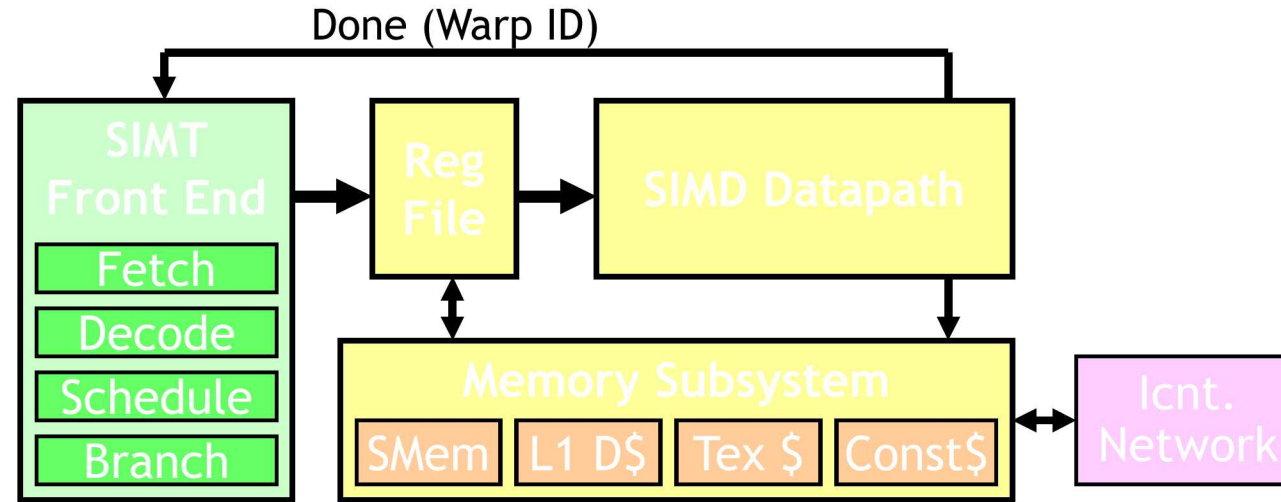 Done (Warp ID)
SIMT
Front End
Fetch
Decode
Schedule
Branch
Reg
File
SIMD Datapath
Memory Subsystem
SMem
L1 D$
Tex $
Const$
Icnt.
Network